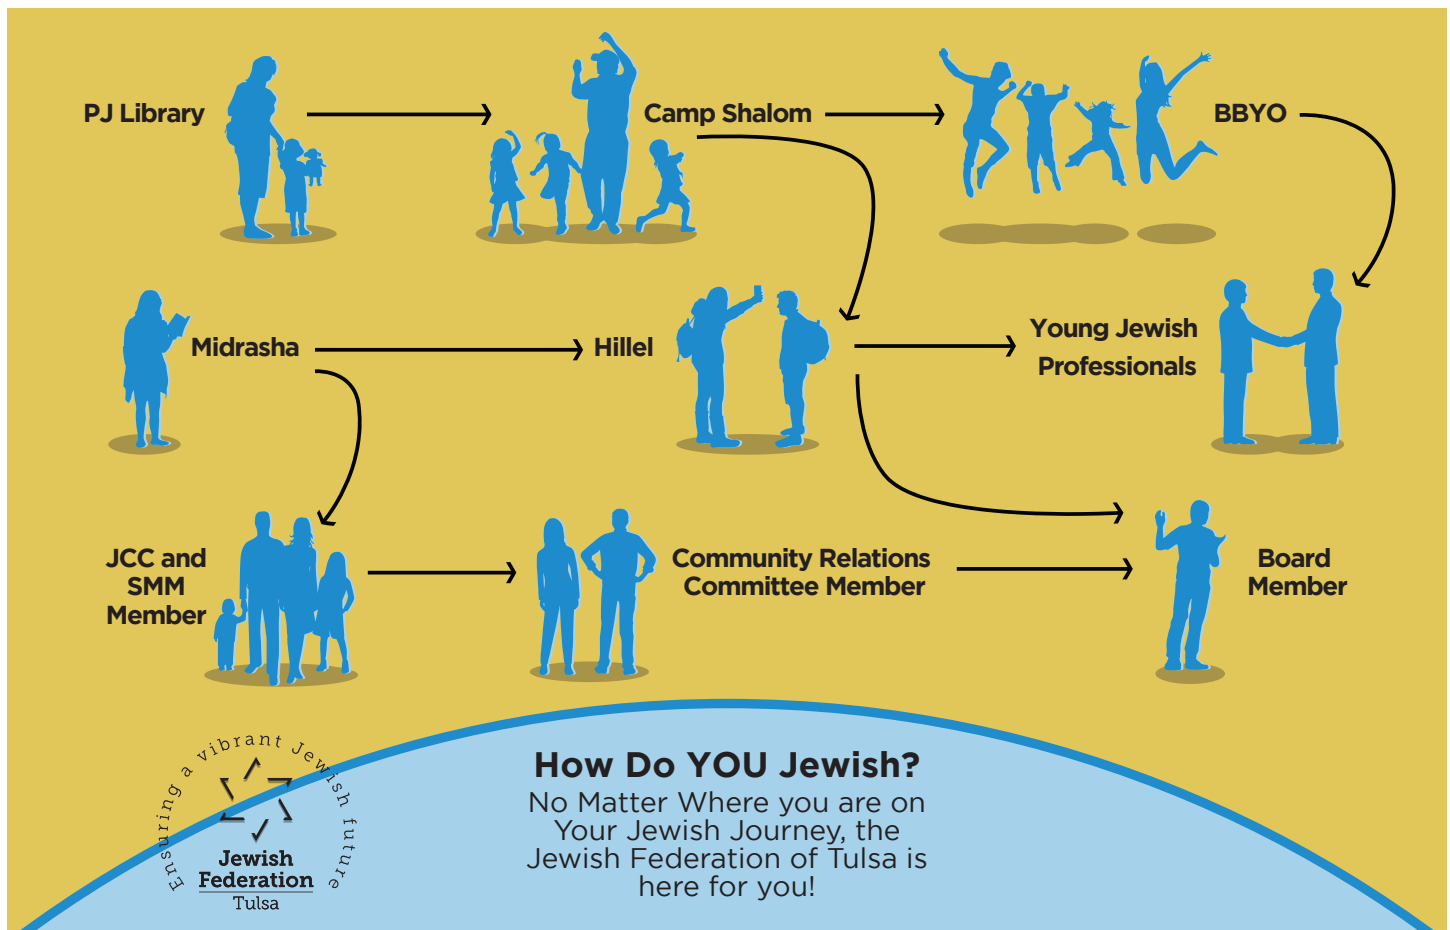 PJ Library
Camp Shalom
BBYO
Midrasha
Hillel
Young Jewish
Professionals
JCC and
SMM
Member
Community Relations
Committee Member
Board
Member
Ensuring a vibrant Jewish future
Jewish
Federation
Tulsa
How Do YOU Jewish?
No Matter Where you are on
Your Jewish Journey, the
Jewish Federation of Tulsa is
here for you!